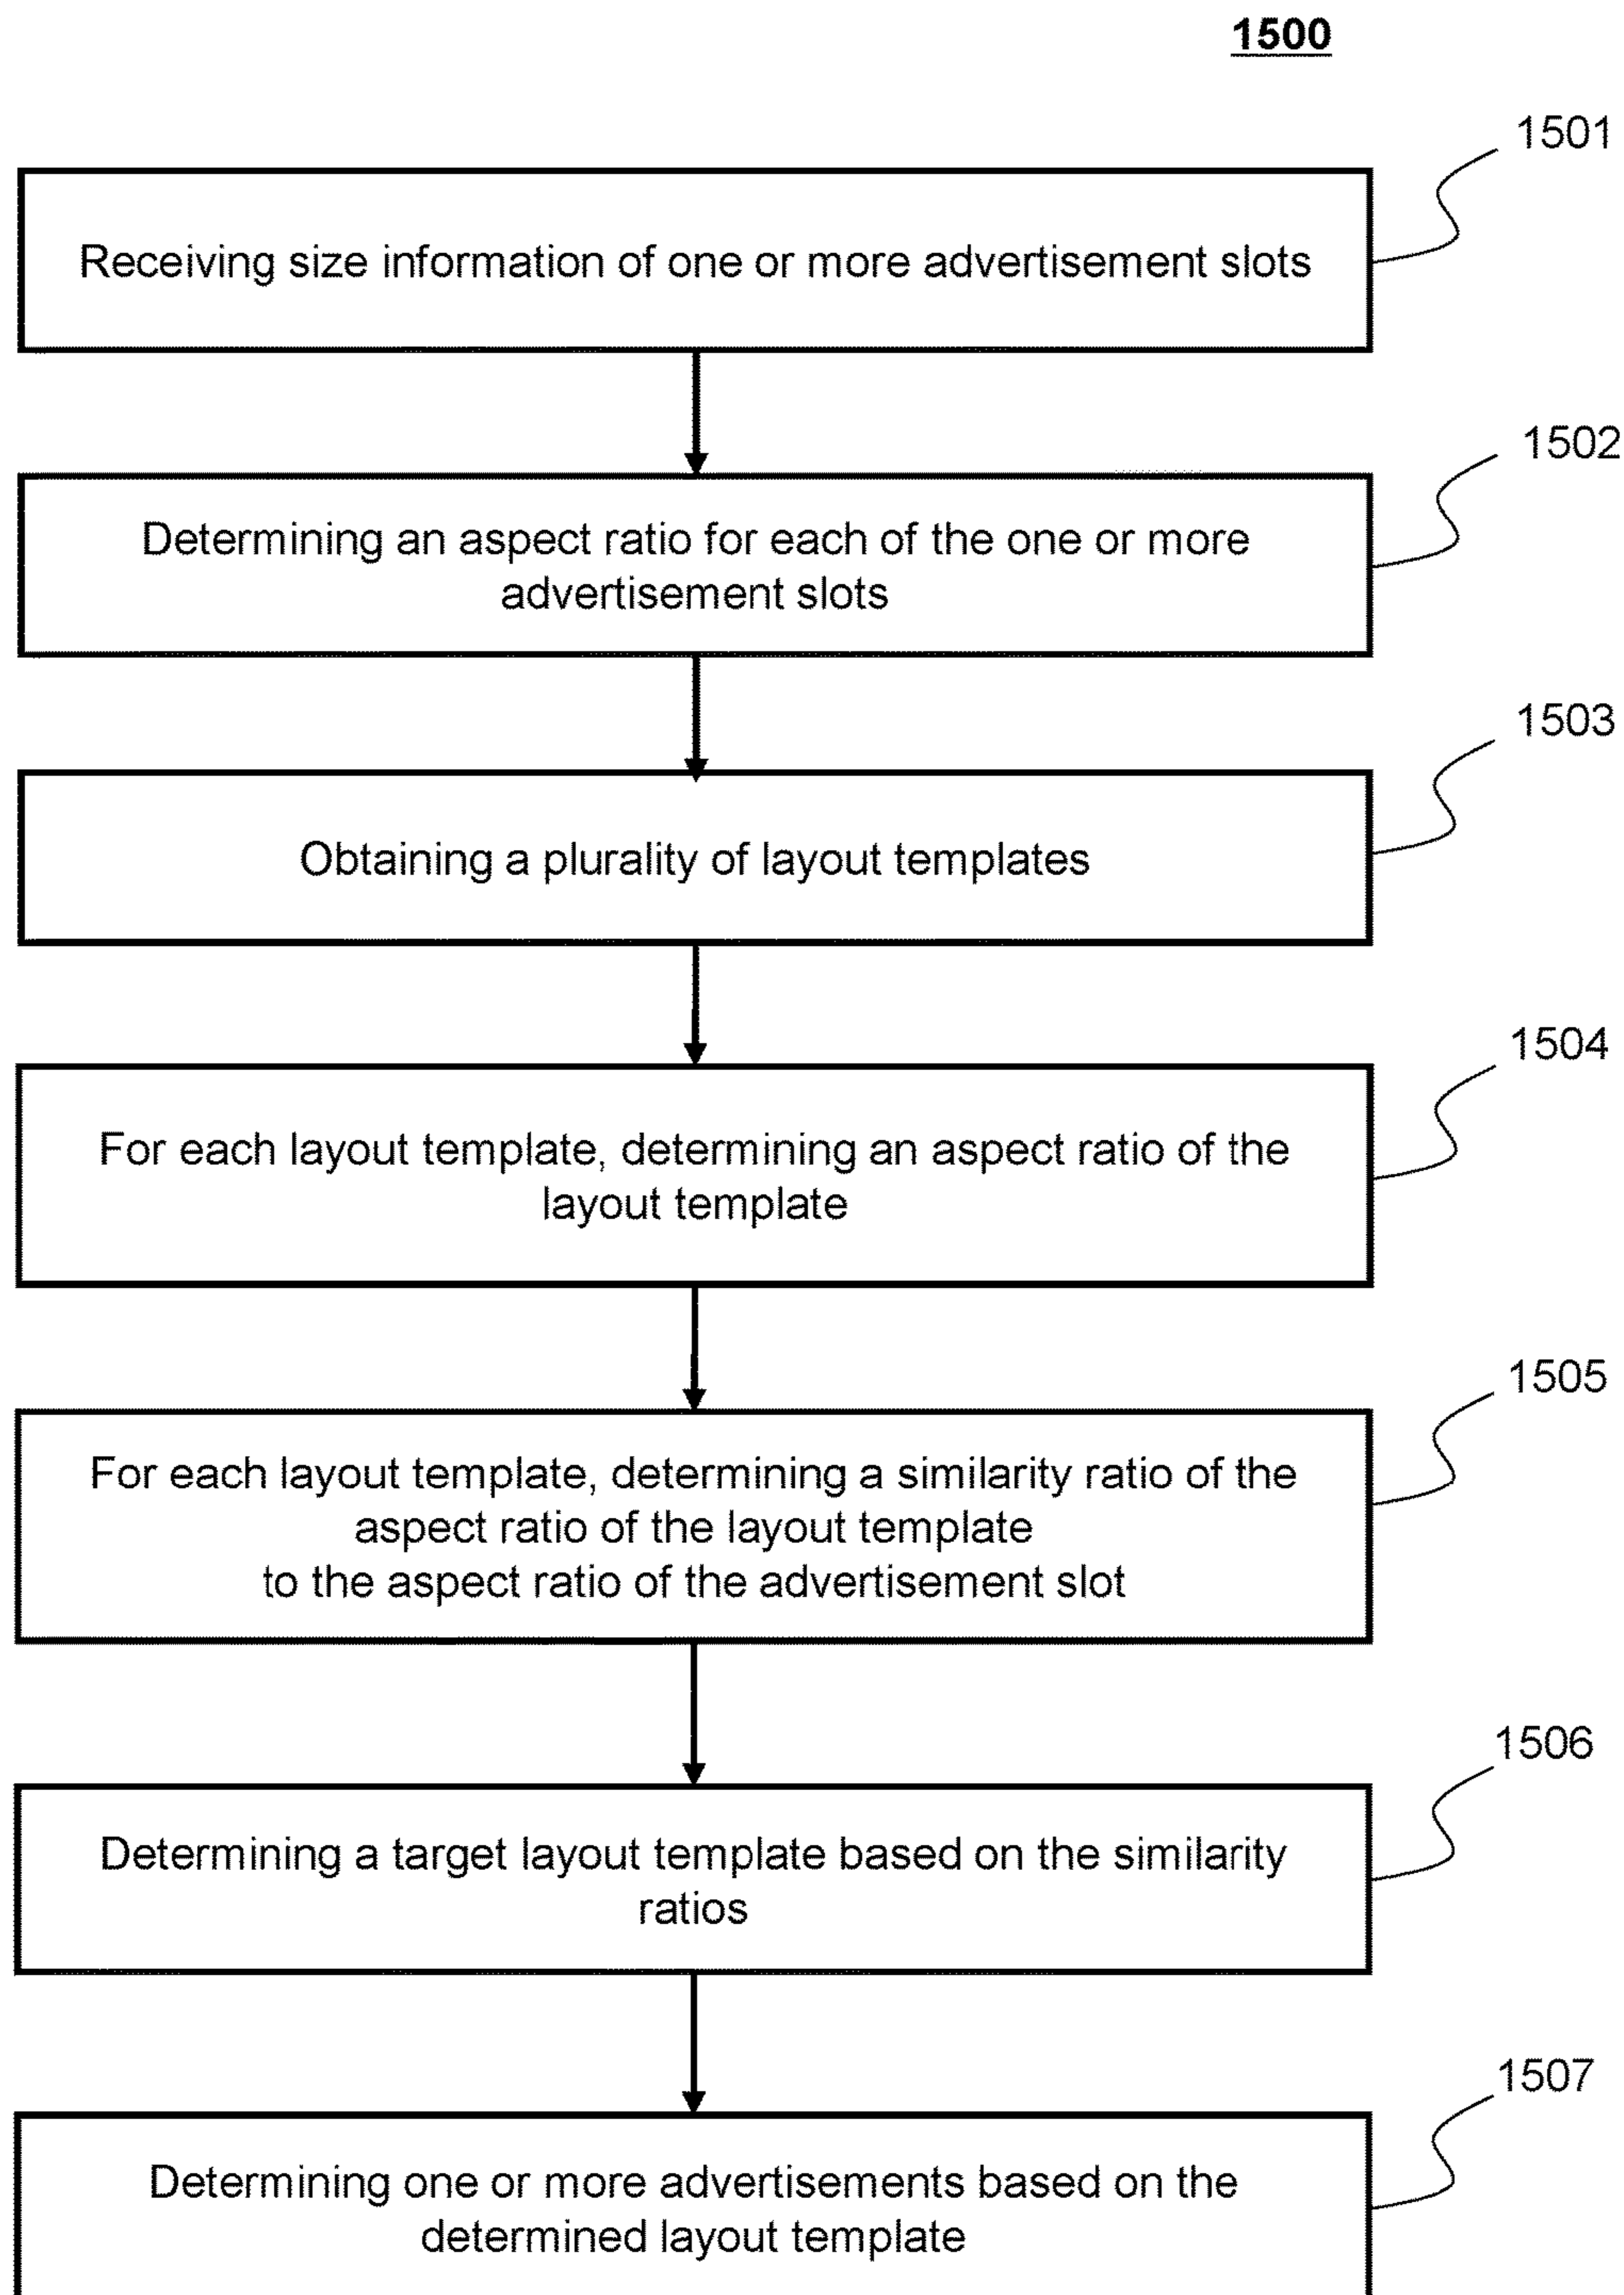 1500
1501
Receiving size information of one or more advertisement slots
1502
Determining an aspect ratio for each of the one or more
advertisement slots
1503
Obtaining a plurality of layout templates
1504
For each layout template, determining an aspect ratio of the
layout template
1505
For each layout template, determining a similarity ratio of the
aspect ratio of the layout template
to the aspect ratio of the advertisement slot
1506
Determining a target layout template based on the similarity
ratios
1507
Determining one or more advertisements based on the
determined layout template